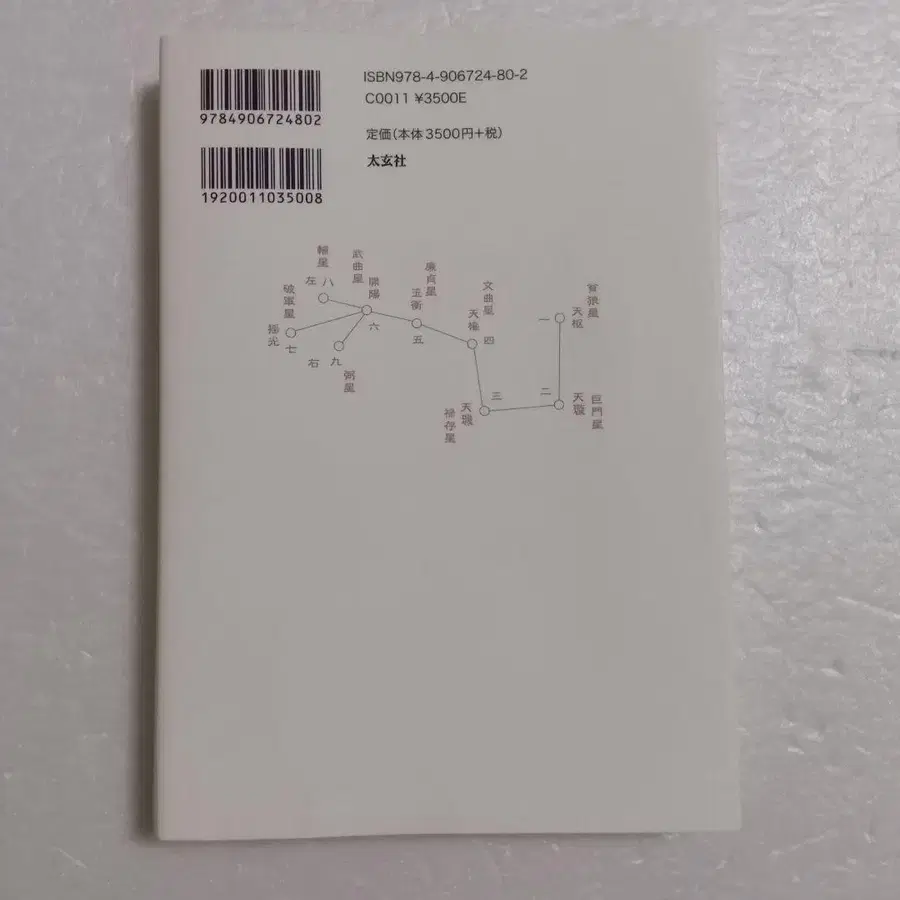 ISBN978-4-906724-80-2
C0011 ¥3500E
9784906724802
定価(本体3500円+税)
太玄社
1920011035008
輔星
左
八
武曲星
開陽
六
廉貞星
玉衡
五
文曲星
天権
四
貪狼星
天枢
一
破軍星
揺光
七
右
九
弼星
三
天璣
禄存星
二
天璇
巨門星